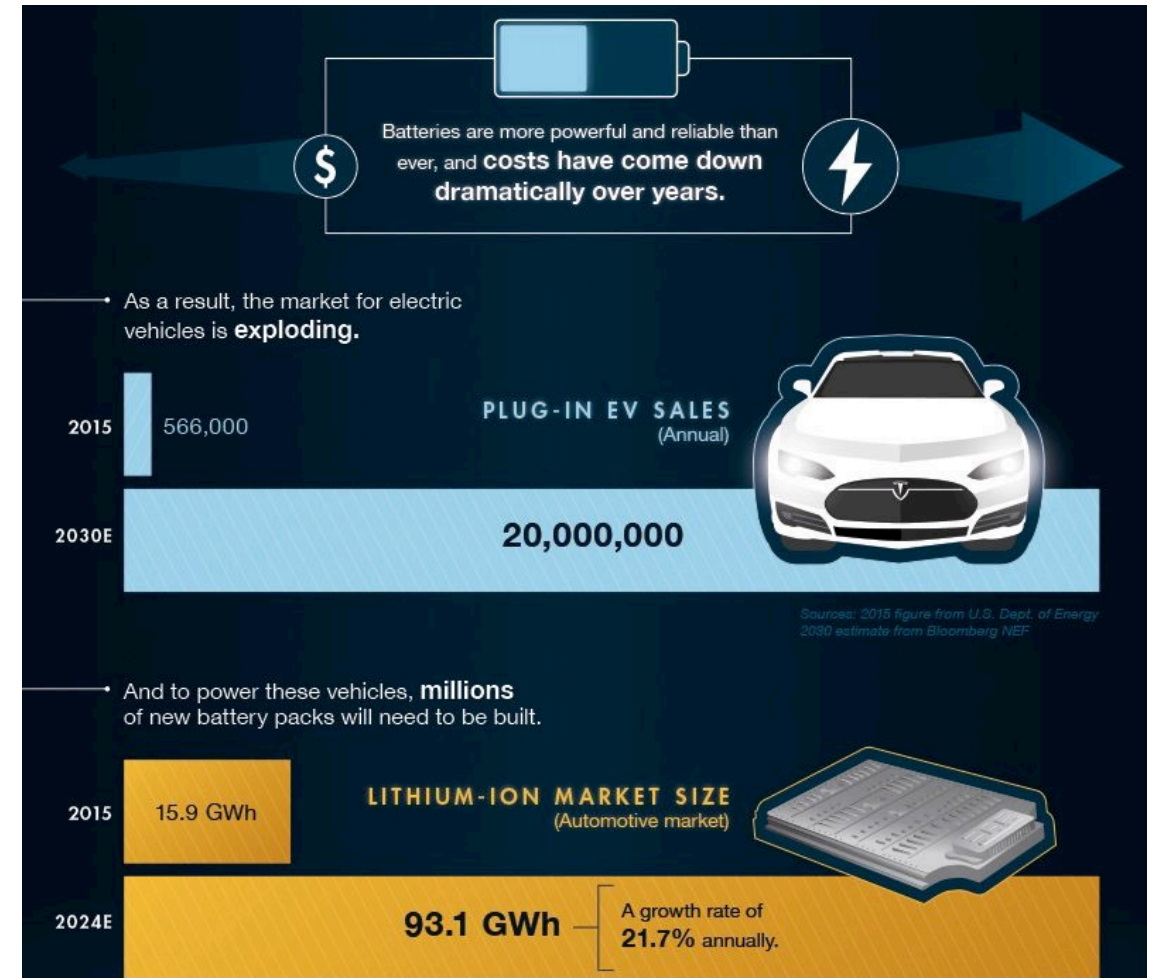 $
Batteries are more powerful and reliable than
ever, and costs have come down
dramatically over years.
As a result, the market for electric
vehicles is exploding.
PLUG-IN EV SALES
(Annual)
2015
566,000
2030E
20,000,000
Sources: 2015 figure from U.S. Dept. of Energy
2030 estimate from Bloomberg NEF
And to power these vehicles, millions
of new battery packs will need to be built.
LITHIUM-ION MARKET SIZE
(Automotive market)
2015
15.9 GWh
2024E
93.1 GWh
A growth rate of
21.7% annually.